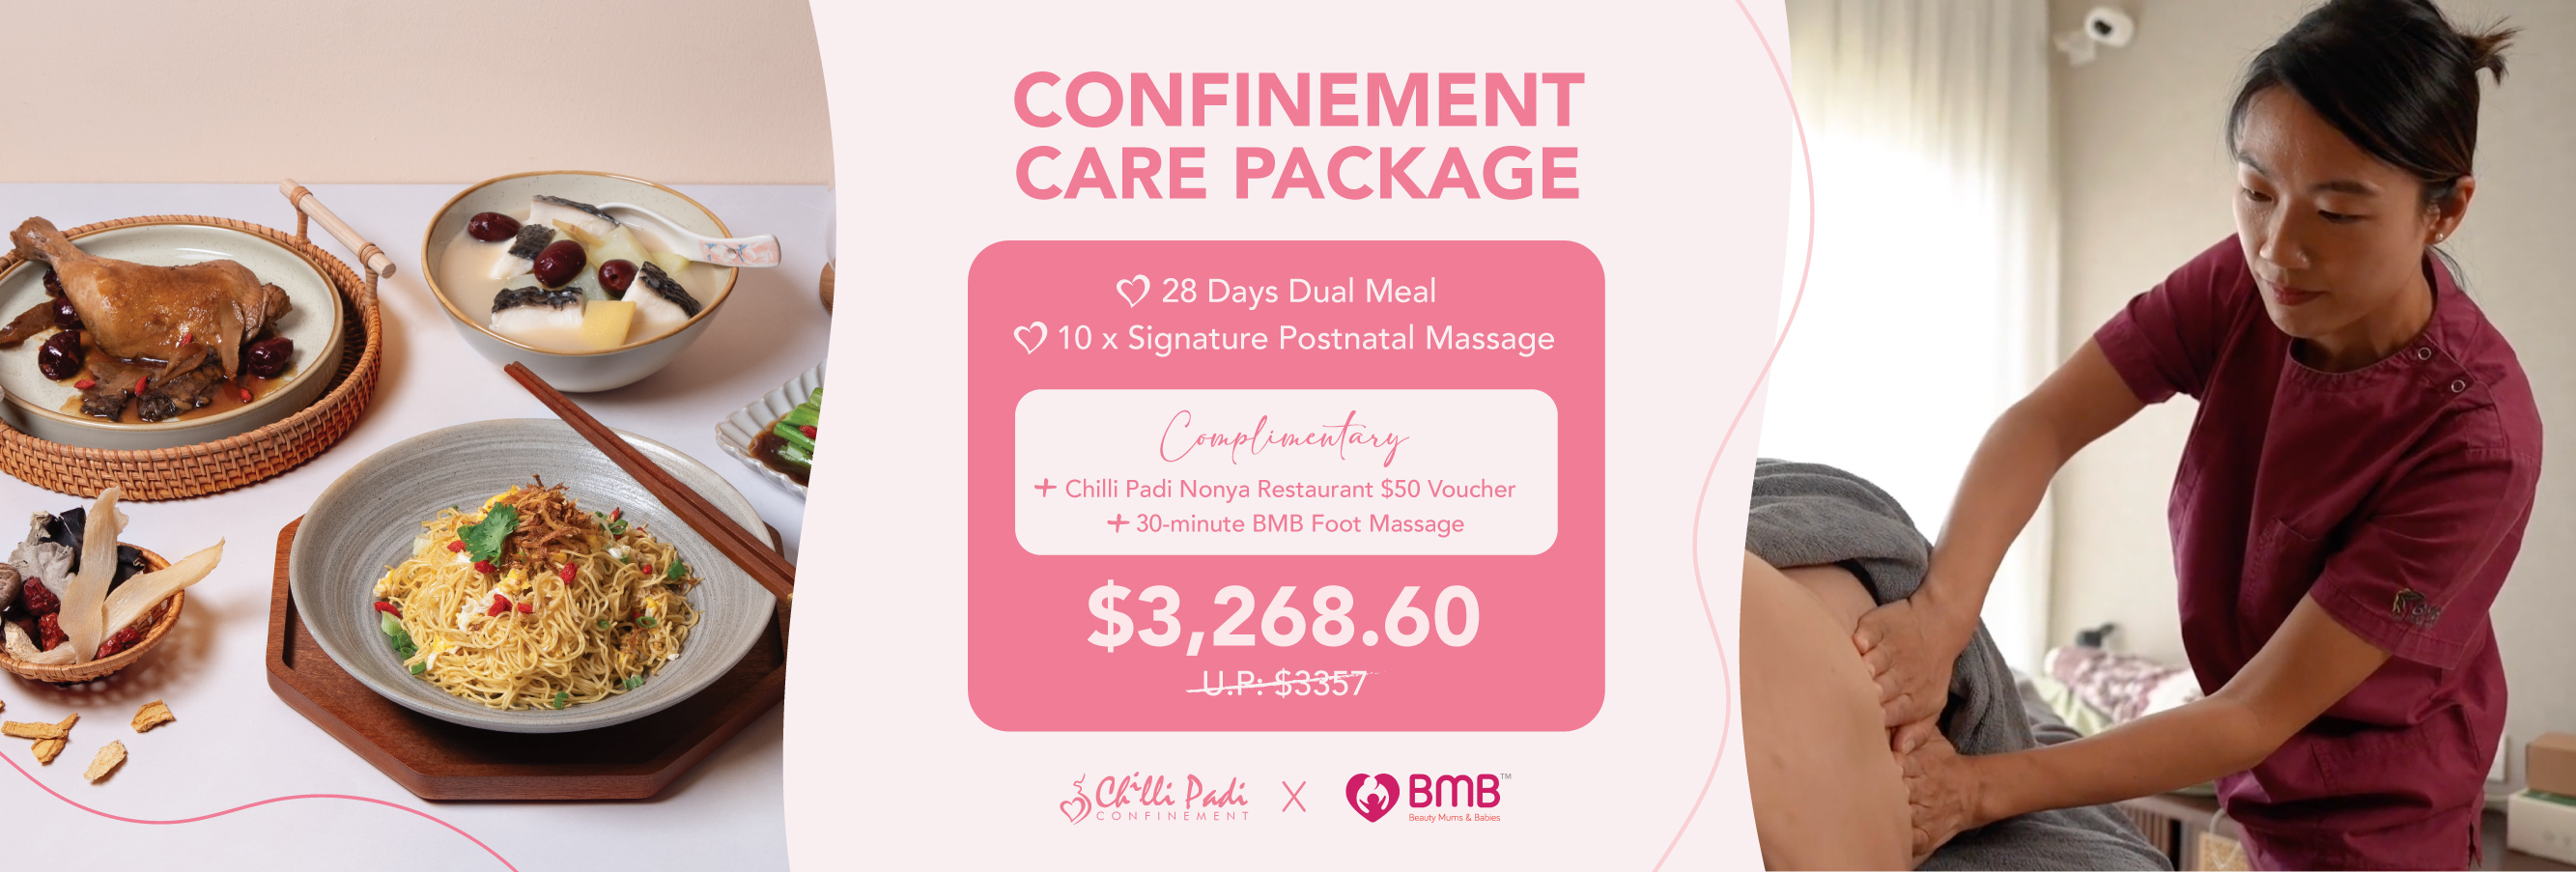 CONFINEMENT
CARE PACKAGE
28 Days Dual Meal
10 x Signature Postnatal Massage
Complimentary
+ Chilli Padi Nonya Restaurant $50 Voucher
+ 30-minute BMB Foot Massage
$3,268.60
U.P: $3357
Chilli Padi X BMB™
CONFINEMENT Beauty Mums & Babies